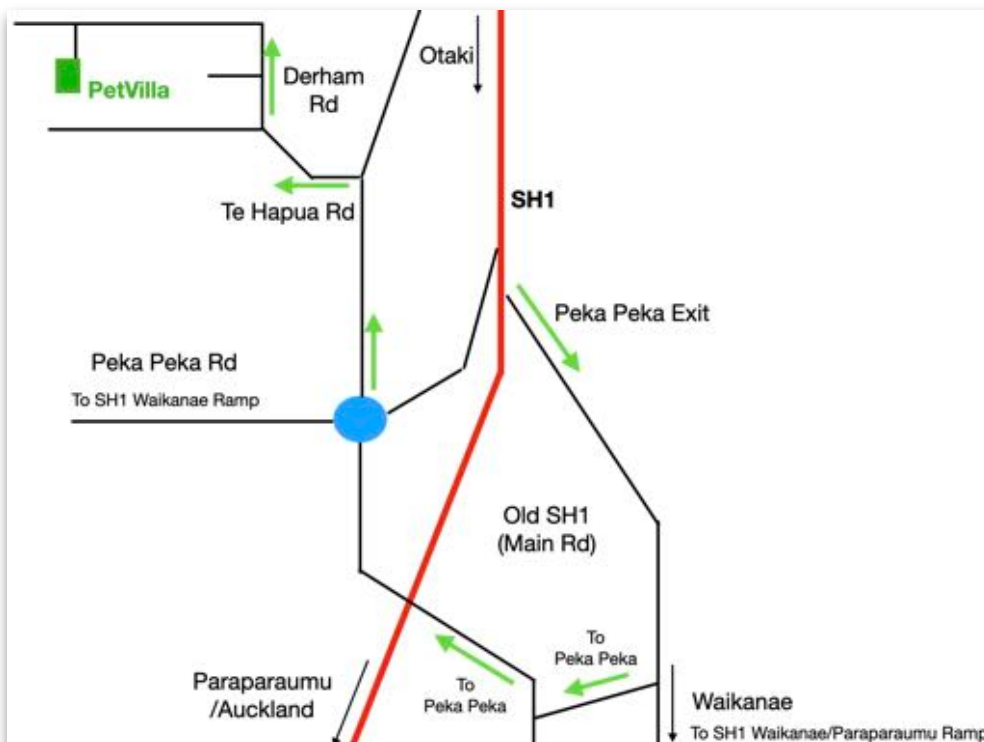 Otaki
Derham
Rd
PetVilla
SH1
Te Hapua Rd
Peka Peka Exit
Peka Peka Rd
To SH1 Waikanae Ramp
Old SH1
(Main Rd)
To
Peka Peka
To
Peka Peka
Paraparaumu
/Auckland
Waikanae
To SH1 Waikanae/Paraparaumu Ramp